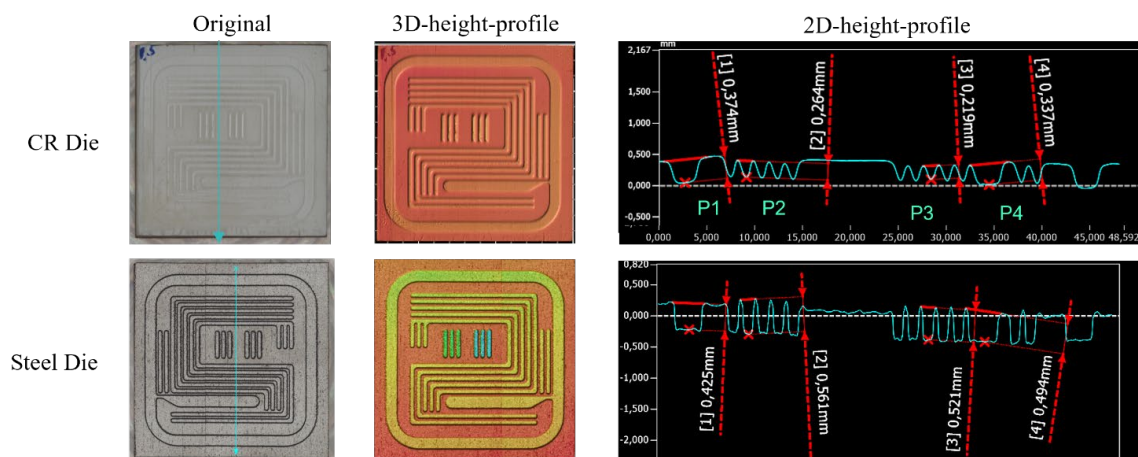 Original 3D-height-profile 2D-height-profile
CR Die
1,5
mm
2,167
1,500
1,000
0,500
0,000
-0,500
[1] 0,374mm
[2] 0,264mm
[3] 0,219mm
[4] 0,337mm
P1 P2 P3 P4
0,000 5,000 10,000 15,000 20,000 25,000 30,000 35,000 40,000 45,000 48,592
Steel Die
0,820
0,500
0,000
-0,500
-1,000
-1,500
-2,000
[1] 0,425mm
[2] 0,561mm
[3] 0,521mm
[4] 0,494mm